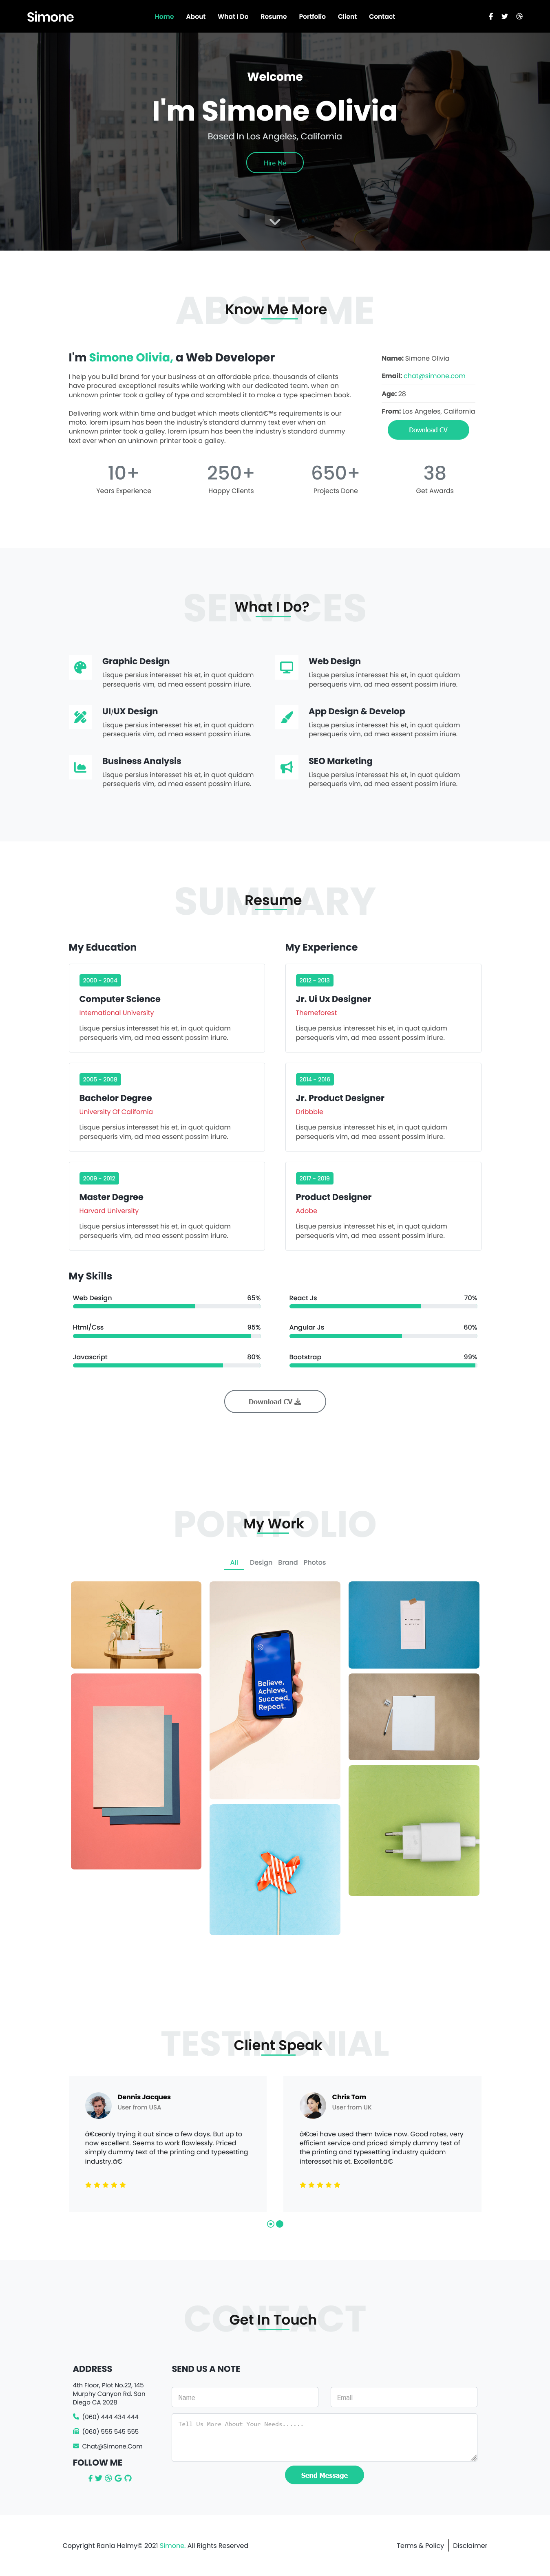 Simone
Home About What I Do Resume Portfolio Client Contact
Welcome
I'm Simone Olivia
Based In Los Angeles, California
Hire Me
ABOUT ME
Know Me More
I'm Simone Olivia, a Web Developer
I help you build brand for your business at an affordable price. thousands of clients
have procured exceptional results while working with our dedicated team. when an
unknown printer took a galley of type and scrambled it to make a type specimen book.
Delivering work within time and budget which meets clientâ€™s requirements is our
moto. lorem ipsum has been the industry's standard dummy text ever when an
unknown printer took a galley. lorem ipsum has been the industry's standard dummy
text ever when an unknown printer took a galley.
Name: Simone Olivia
Email: chat@simone.com
Age: 28
From: Los Angeles, California
Download CV
10+ 250+ 650+ 38
Years Experience Happy Clients Projects Done Get Awards
SERVICES
What I Do?
Graphic Design
Lisque persius interesset his et, in quot quidam
persequeris vim, ad mea essent possim iriure.
Web Design
Lisque persius interesset his et, in quot quidam
persequeris vim, ad mea essent possim iriure.
UI/UX Design
Lisque persius interesset his et, in quot quidam
persequeris vim, ad mea essent possim iriure.
App Design & Develop
Lisque persius interesset his et, in quot quidam
persequeris vim, ad mea essent possim iriure.
Business Analysis
Lisque persius interesset his et, in quot quidam
persequeris vim, ad mea essent possim iriure.
SEO Marketing
Lisque persius interesset his et, in quot quidam
persequeris vim, ad mea essent possim iriure.
SUMMARY
Resume
My Education
2000 - 2004
Computer Science
International University
Lisque persius interesset his et, in quot quidam
persequeris vim, ad mea essent possim iriure.
2005 - 2008
Bachelor Degree
University Of California
Lisque persius interesset his et, in quot quidam
persequeris vim, ad mea essent possim iriure.
2009 - 2012
Master Degree
Harvard University
Lisque persius interesset his et, in quot quidam
persequeris vim, ad mea essent possim iriure.
My Experience
2012 - 2013
Jr. Ui Ux Designer
Themeforest
Lisque persius interesset his et, in quot quidam
persequeris vim, ad mea essent possim iriure.
2014 - 2016
Jr. Product Designer
Dribbble
Lisque persius interesset his et, in quot quidam
persequeris vim, ad mea essent possim iriure.
2017 - 2019
Product Designer
Adobe
Lisque persius interesset his et, in quot quidam
persequeris vim, ad mea essent possim iriure.
My Skills
Web Design 65%
React Js 70%
Html/Css 95%
Angular Js 60%
Javascript 80%
Bootstrap 99%
Download CV
PORTFOLIO
My Work
All Design Brand Photos
Believe,
Achieve,
Succeed,
Repeat.
TESTIMONIAL
Client Speak
Dennis Jacques
User from USA
â€œonly trying it out since a few days. But up to
now excellent. Seems to work flawlessly. Priced
simply dummy text of the printing and typesetting
industry.â€
Chris Tom
User from UK
â€œi have used them twice now. Good rates, very
efficient service and priced simply dummy text of
the printing and typesetting industry quidam
interesset his et. Excellent.â€
CONTACT
Get In Touch
ADDRESS
4th Floor, Plot No.22, 145
Murphy Canyon Rd. San
Diego CA 2028
(060) 444 434 444
(060) 555 545 555
Chat@Simone.Com
FOLLOW ME
SEND US A NOTE
Name
Email
Tell Us More About Your Needs......
Send Message
Copyright Rania Helmy© 2021 Simone. All Rights Reserved
Terms & Policy Disclaimer